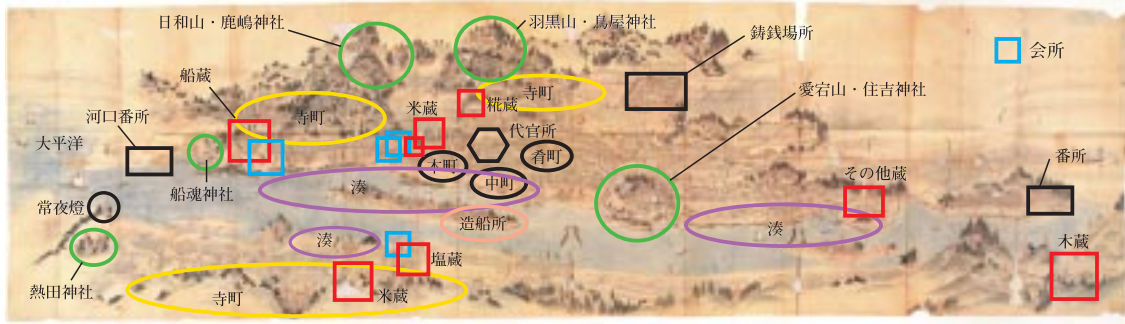 日和山・鹿嶋神社
羽黒山・鳥屋神社
鋳銭場所
会所
船蔵
糀蔵
寺町
愛宕山・住吉神社
河口番所
寺町
米蔵
代官所
大平洋
本町
肴町
番所
船魂神社
湊
中町
その他蔵
常夜燈
造船所
湊
湊
塩蔵
木蔵
熱田神社
寺町
米蔵